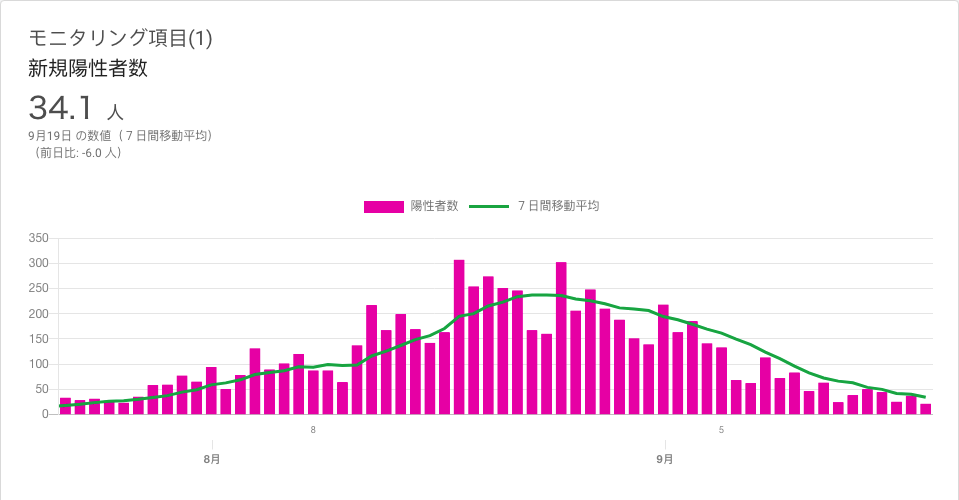 モニタリング項目(1)
新規陽性者数
34.1 人
9月19日 の数値（７日間移動平均）
（前日比: -6.0 人）
陽性者数 ７日間移動平均
350
300
250
200
150
100
50
0
8 5
8月 9月